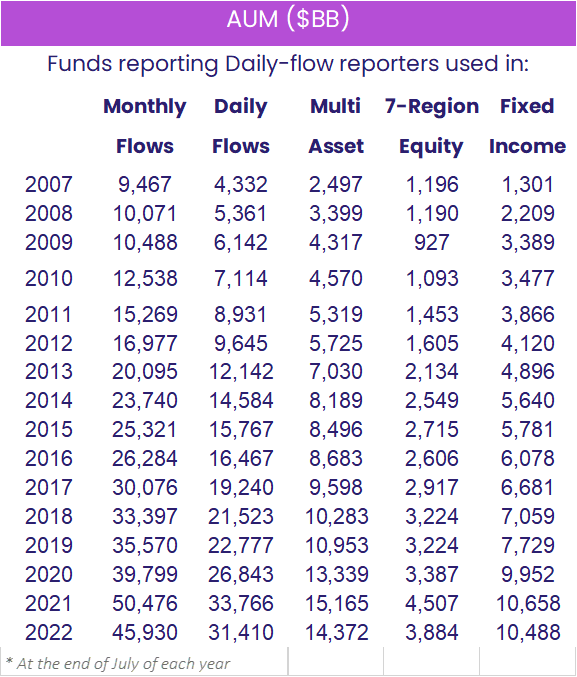 AUM ($BB)
Funds reporting Daily-flow reporters used in:
Monthly Daily Multi 7-Region Fixed
Flows Flows Asset Equity Income
2007 9,467 4,332 2,497 1,196 1,301
2008 10,071 5,361 3,399 1,190 2,209
2009 10,488 6,142 4,317 927 3,389
2010 12,538 7,114 4,570 1,093 3,477
2011 15,269 8,931 5,319 1,453 3,866
2012 16,977 9,645 5,725 1,605 4,120
2013 20,095 12,142 7,030 2,134 4,896
2014 23,740 14,584 8,189 2,549 5,640
2015 25,321 15,767 8,496 2,715 5,781
2016 26,284 16,467 8,683 2,606 6,078
2017 30,076 19,240 9,598 2,917 6,681
2018 33,397 21,523 10,283 3,224 7,059
2019 35,570 22,777 10,953 3,224 7,729
2020 39,799 26,843 13,339 3,387 9,952
2021 50,476 33,766 15,165 4,507 10,658
2022 45,930 31,410 14,372 3,884 10,488
* At the end of July of each year